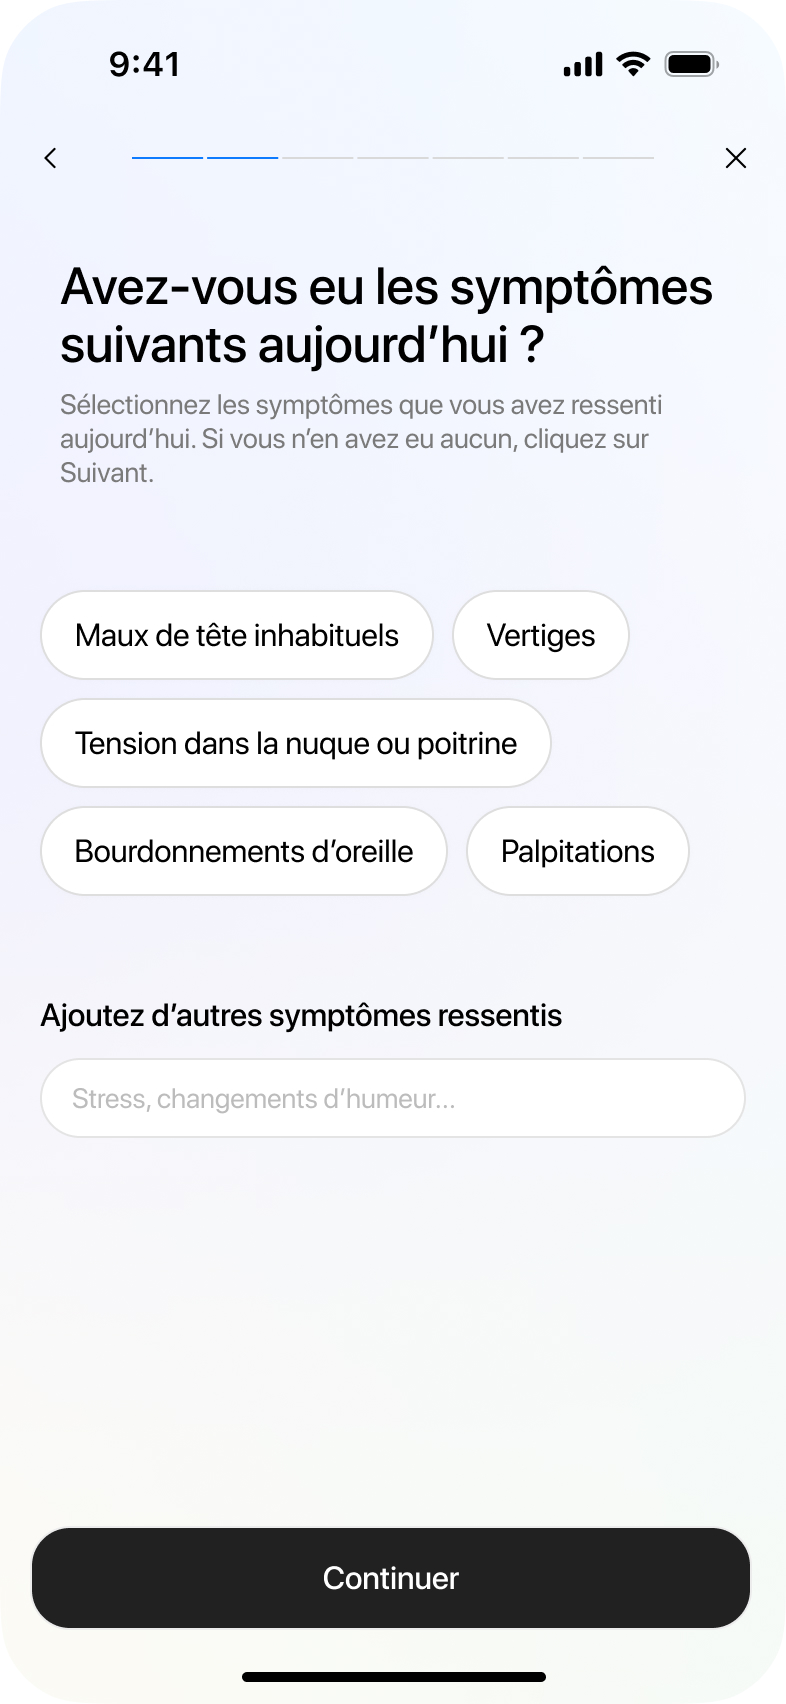 9:41
Avez-vous eu les symptômes
suivants aujourd’hui ?
Sélectionnez les symptômes que vous avez ressenti
aujourd’hui. Si vous n’en avez eu aucun, cliquez sur
Suivant.
Maux de tête inhabituels
Vertiges
Tension dans la nuque ou poitrine
Bourdonnements d’oreille
Palpitations
Ajoutez d’autres symptômes ressentis
Stress, changements d’humeur...
Continuer